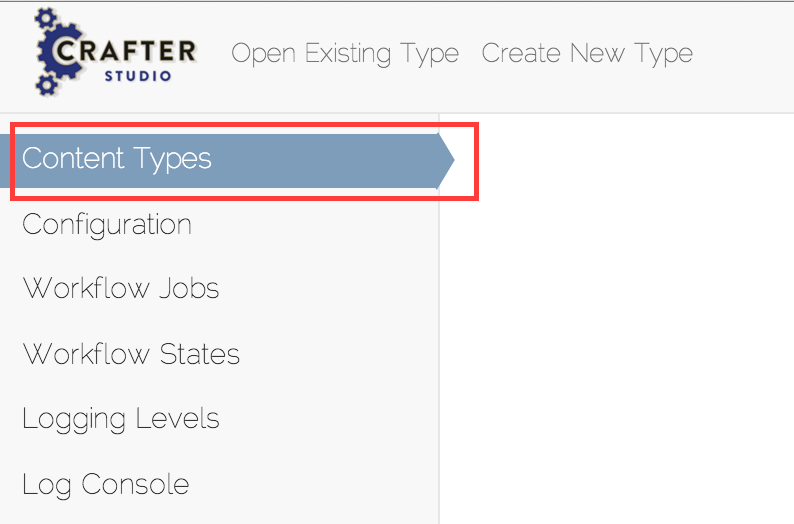 CRAFTER
STUDIO
Open Existing Type Create New Type
Content Types
Configuration
Workflow Jobs
Workflow States
Logging Levels
Log Console